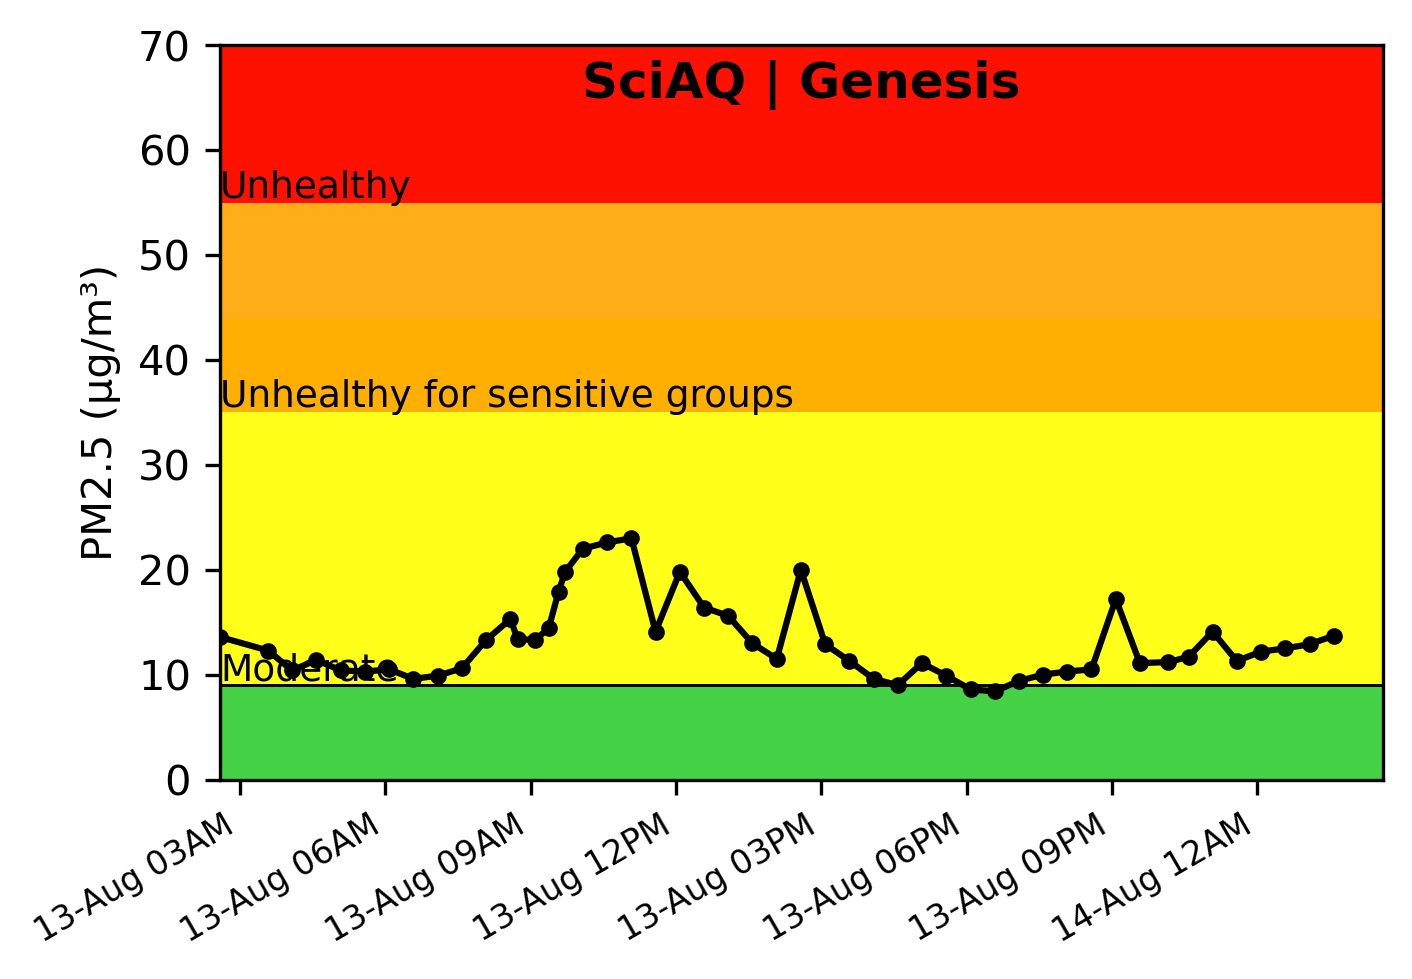 SciAQ | Genesis
PM2.5 (µg/m³)
70
60
50
40
30
20
10
0
Unhealthy
Unhealthy for sensitive groups
Moderate
13-Aug 03AM
13-Aug 06AM
13-Aug 09AM
13-Aug 12PM
13-Aug 03PM
13-Aug 06PM
13-Aug 09PM
14-Aug 12AM